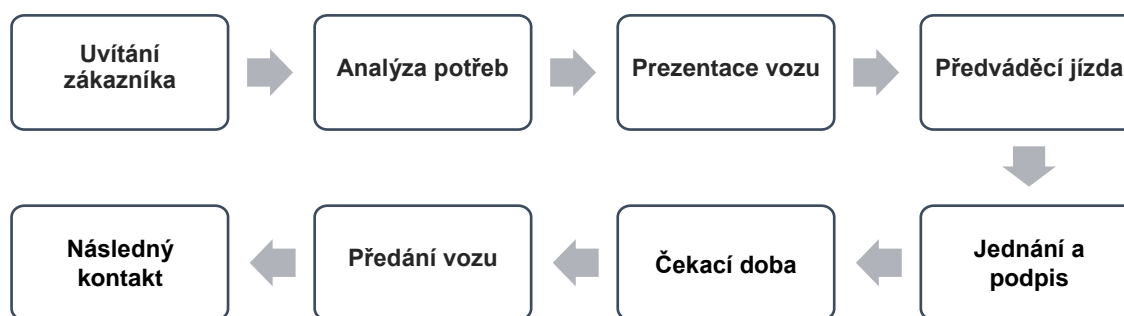 Uvítání
zákazníka
Analýza potřeb
Prezentace vozu
Předváděcí jízda
Jednání a
podpis
Čekací doba
Předání vozu
Následný
kontakt